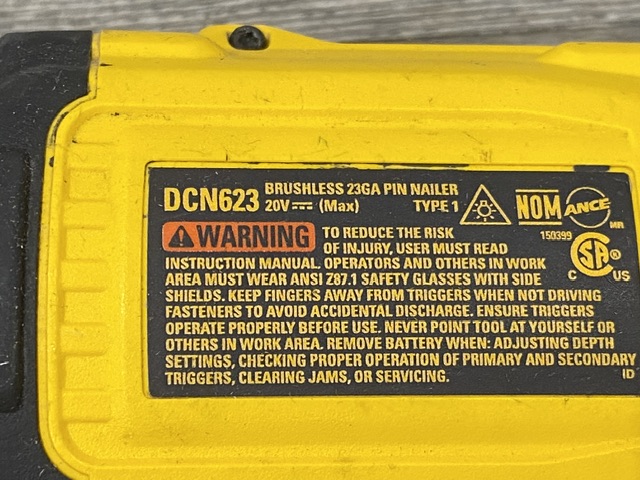 DCN623 BRUSHLESS 23GA PIN NAILER
20V (Max) TYPE 1
NOM ANCE MR
150399
WARNING TO REDUCE THE RISK
OF INJURY, USER MUST READ
INSTRUCTION MANUAL. OPERATORS AND OTHERS IN WORK
AREA MUST WEAR ANSI Z87.1 SAFETY GLASSES WITH SIDE
SHIELDS. KEEP FINGERS AWAY FROM TRIGGERS WHEN NOT DRIVING
FASTENERS TO AVOID ACCIDENTAL DISCHARGE. ENSURE TRIGGERS
OPERATE PROPERLY BEFORE USE. NEVER POINT TOOL AT YOURSELF OR
OTHERS IN WORK AREA. REMOVE BATTERY WHEN: ADJUSTING DEPTH
SETTINGS, CHECKING PROPER OPERATION OF PRIMARY AND SECONDARY
TRIGGERS, CLEARING JAMS, OR SERVICING.
C SA ® US
ID